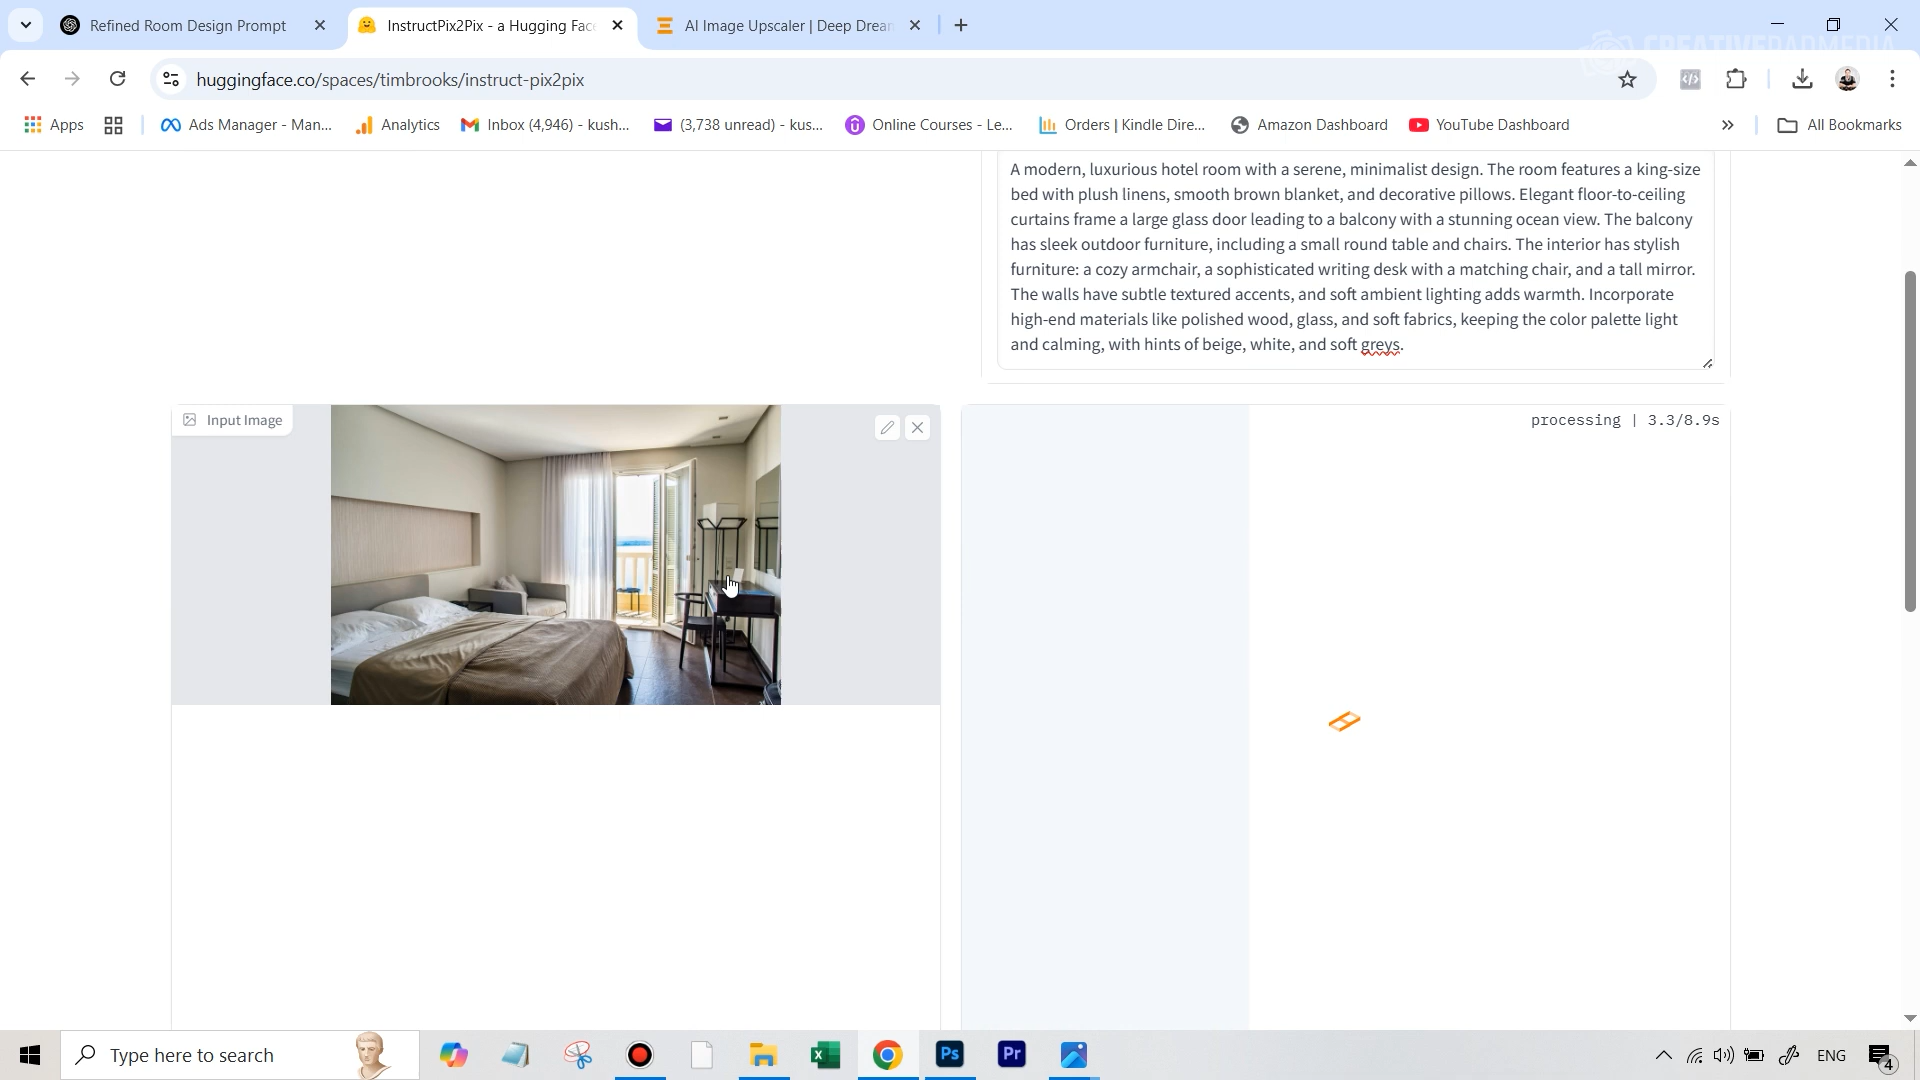 Refined Room Design Prompt
InstructPix2Pix - a Hugging Face
AI Image Upscaler | Deep Drean
CREATIVEDADMEDIA
huggingface.co/spaces/timbrooks/instruct-pix2pix
Apps
Ads Manager - Man...
Analytics
Inbox (4,946) - kush...
(3,738 unread) - kus...
Online Courses - Le...
Orders | Kindle Dire...
Amazon Dashboard
YouTube Dashboard
All Bookmarks
A modern, luxurious hotel room with a serene, minimalist design. The room features a king-size
bed with plush linens, smooth brown blanket, and decorative pillows. Elegant floor-to-ceiling
curtains frame a large glass door leading to a balcony with a stunning ocean view. The balcony
has sleek outdoor furniture, including a small round table and chairs. The interior has stylish
furniture: a cozy armchair, a sophisticated writing desk with a matching chair, and a tall mirror.
The walls have subtle textured accents, and soft ambient lighting adds warmth. Incorporate
high-end materials like polished wood, glass, and soft fabrics, keeping the color palette light
and calming, with hints of beige, white, and soft greys.
Input Image
processing | 3.3/8.9s
Type here to search
Ps
Pr
ENG
4